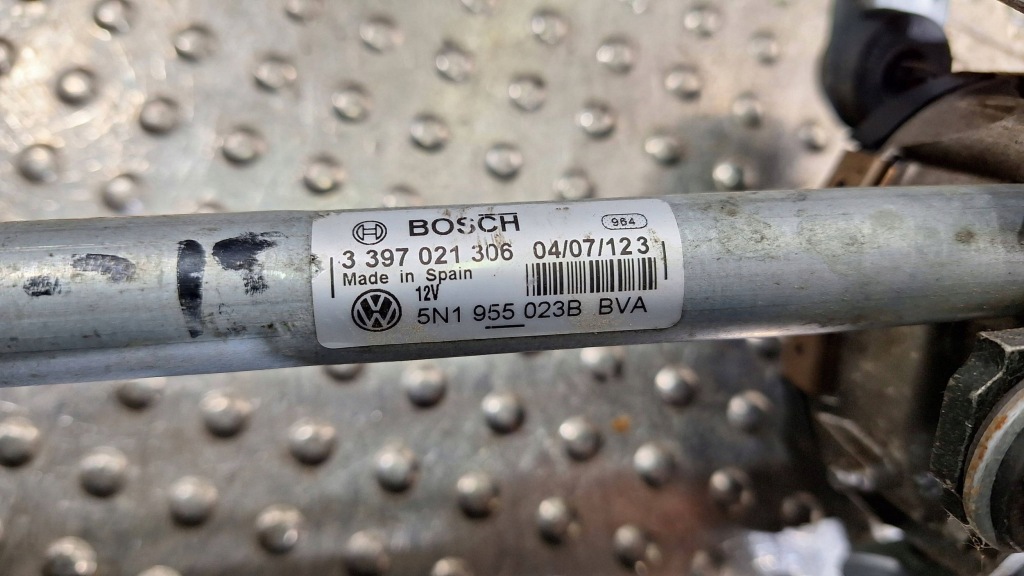 BOSCH 964
3 397 021 306 04/07/123
Made in Spain
12V
5N1 955 023B BVA